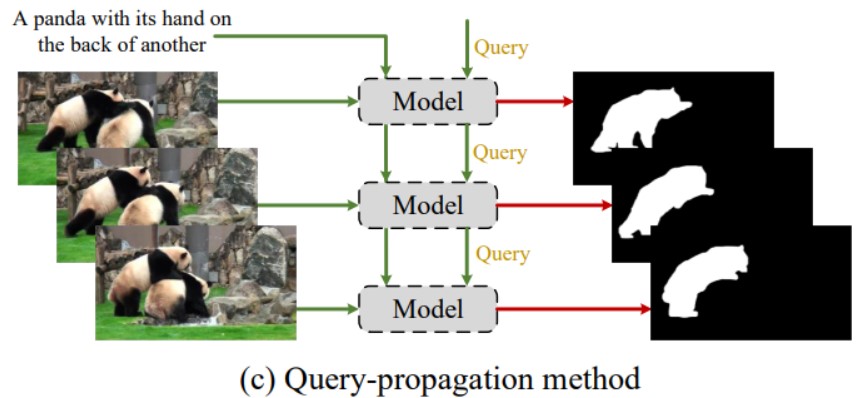 A panda with its hand on
the back of another
Query
Model
Query
Model
Query
Model
(c) Query-propagation method